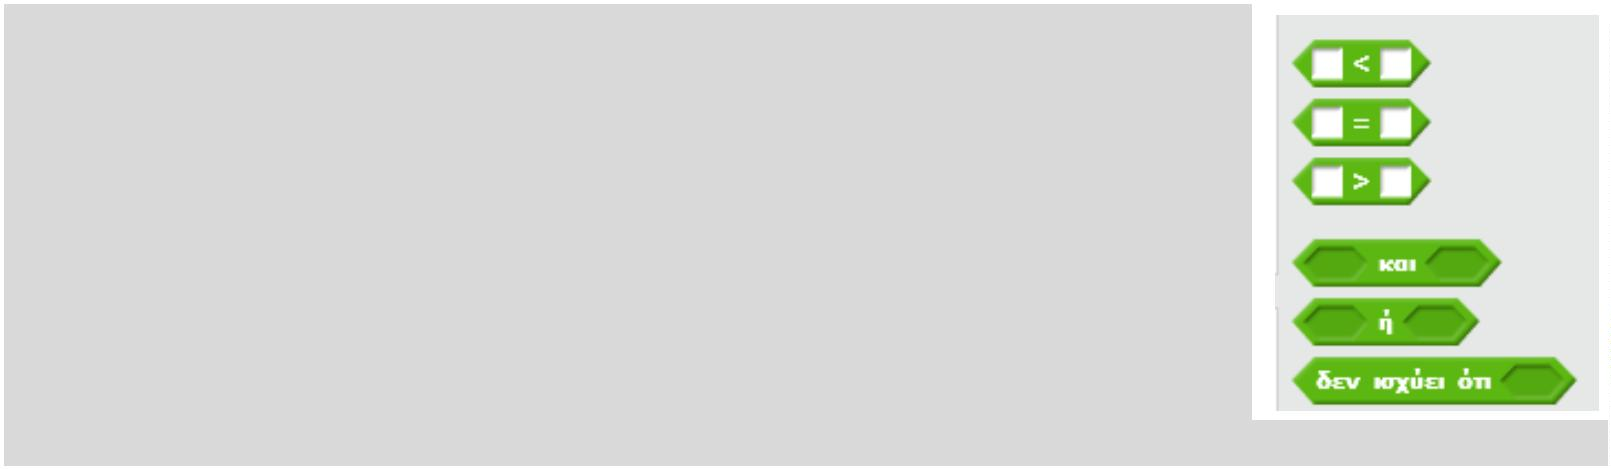 <
=
>
και
ή
δεν ισχύει ότι